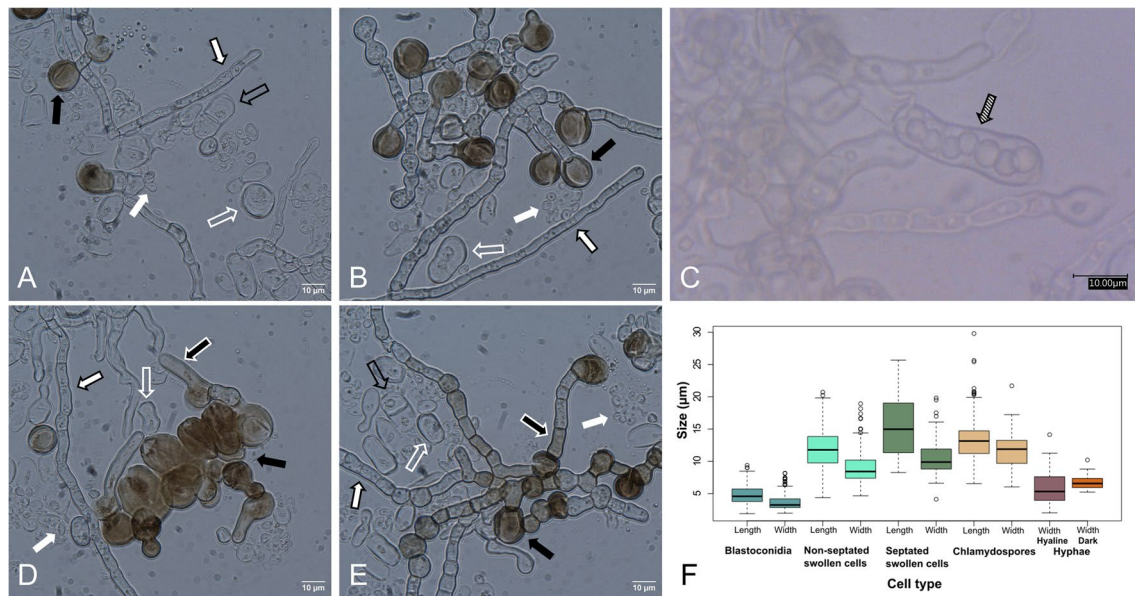 A
10 µm
B
10 µm
C
10.00µm
D
10 µm
E
10 µm
F
Size (µm)
30
25
20
15
10
5
Length Width Length Width Length Width Length Width Width Width
Hyaline Dark
Blastoconidia Non-septated swollen cells Septated swollen cells Chlamydospores Hyphae
Cell type